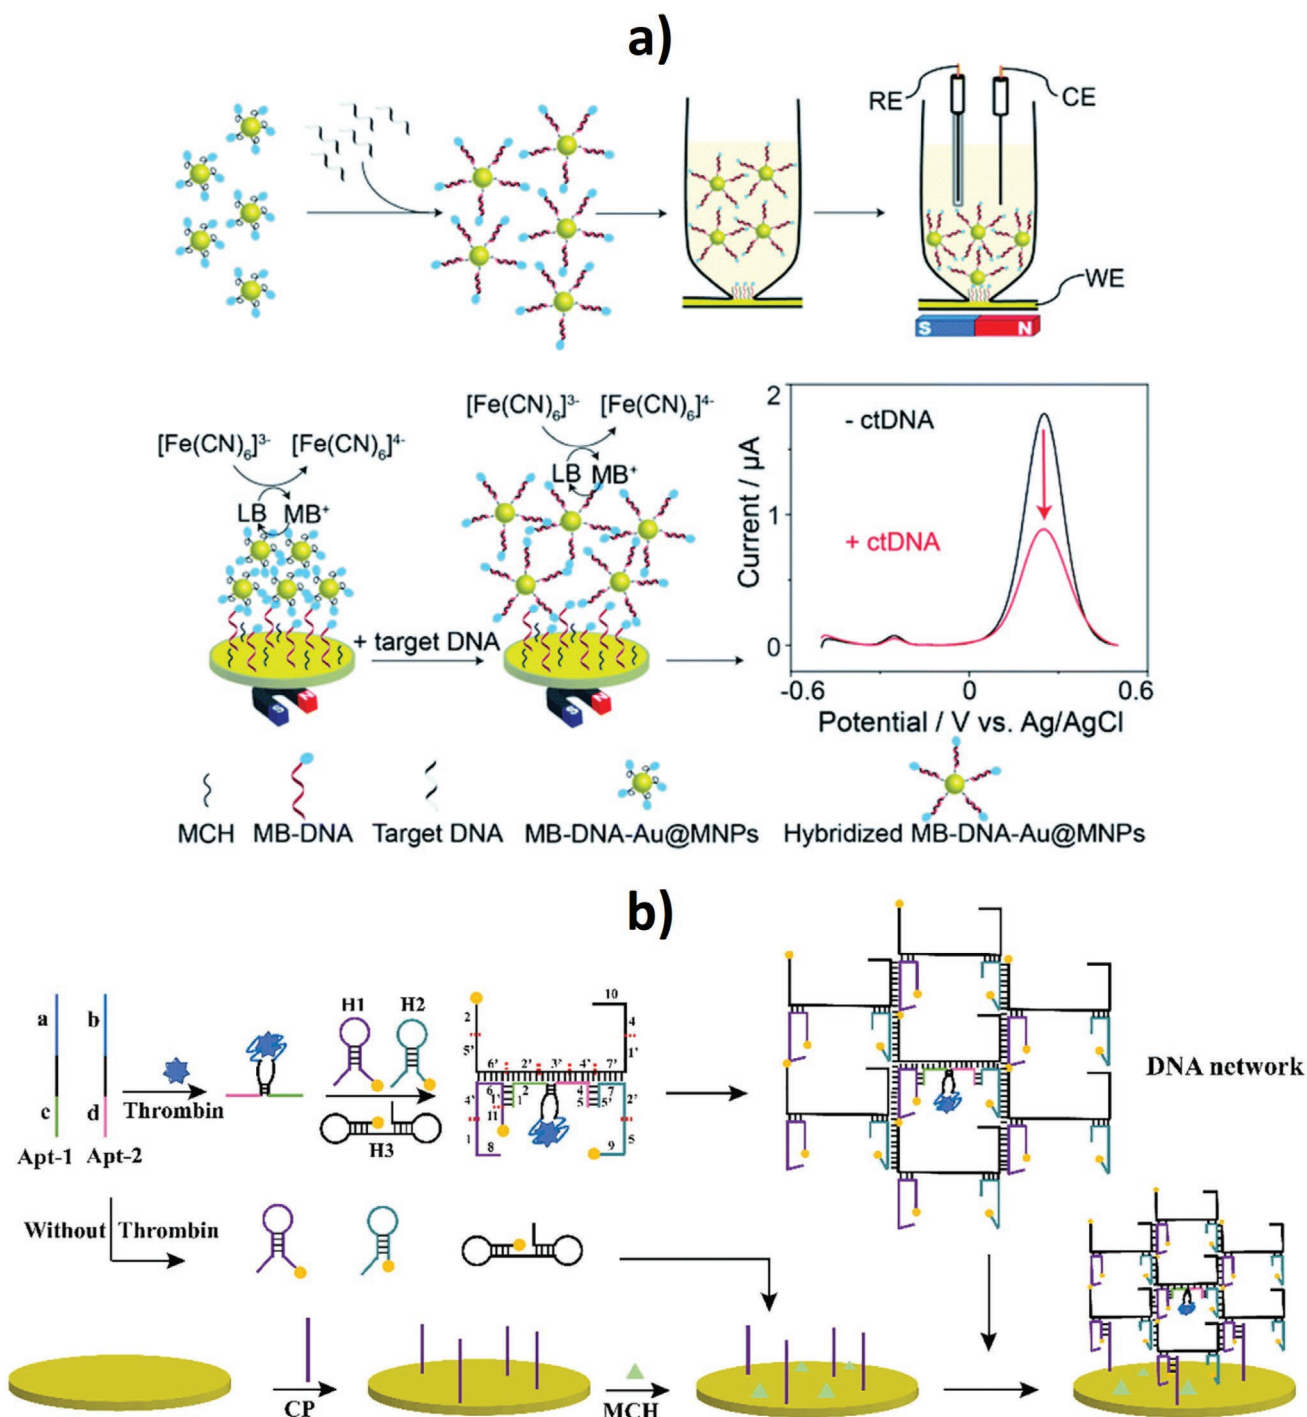 a)
RE
CE
WE
S
N
[Fe(CN)₆]³⁻
[Fe(CN)₆]⁴⁻
LB
MB⁺
S
N
+ target DNA
[Fe(CN)₆]³⁻
[Fe(CN)₆]⁴⁻
LB
MB⁺
S
N
2
1
0
Current / μA
- ctDNA
+ ctDNA
-0.6
0
0.6
Potential / V vs. Ag/AgCl
MCH
MB-DNA
Target DNA
MB-DNA-Au@MNPs
Hybridized MB-DNA-Au@MNPs
b)
a
b
c
d
Apt-1
Apt-2
Thrombin
H1
H2
H3
10
2
4
5'
1'
6'
2'
3'
4'
7'
4'
6
1'
2
1
11
4
5
7
5'
2'
1
8
9
5
DNA network
Without
Thrombin
CP
MCH